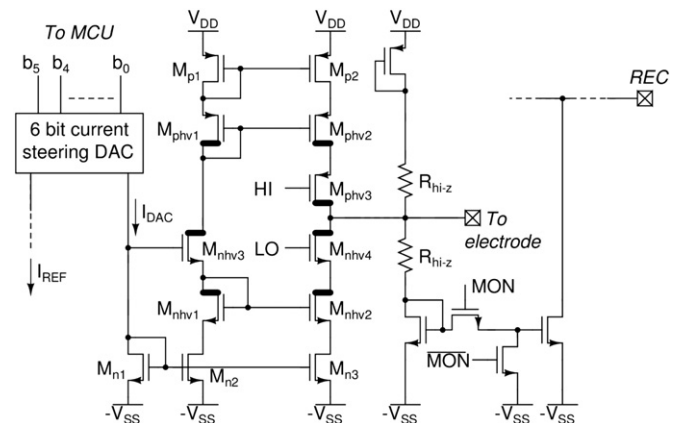 To MCU
b5 b4 b0
6 bit current
steering DAC
IDAC
IREF
VDD VDD VDD
Mp1 Mp2
Mphv1 Mphv2
HI Mphv3
Mnhv3 LO Mnhv4
Mnhv1 Mnhv2
Mn1 Mn2 Mn3
Rhi-z
To
electrode
Rhi-z
REC
MON
M̅O̅N̅
-VSS -VSS -VSS -VSS -VSS -VSS